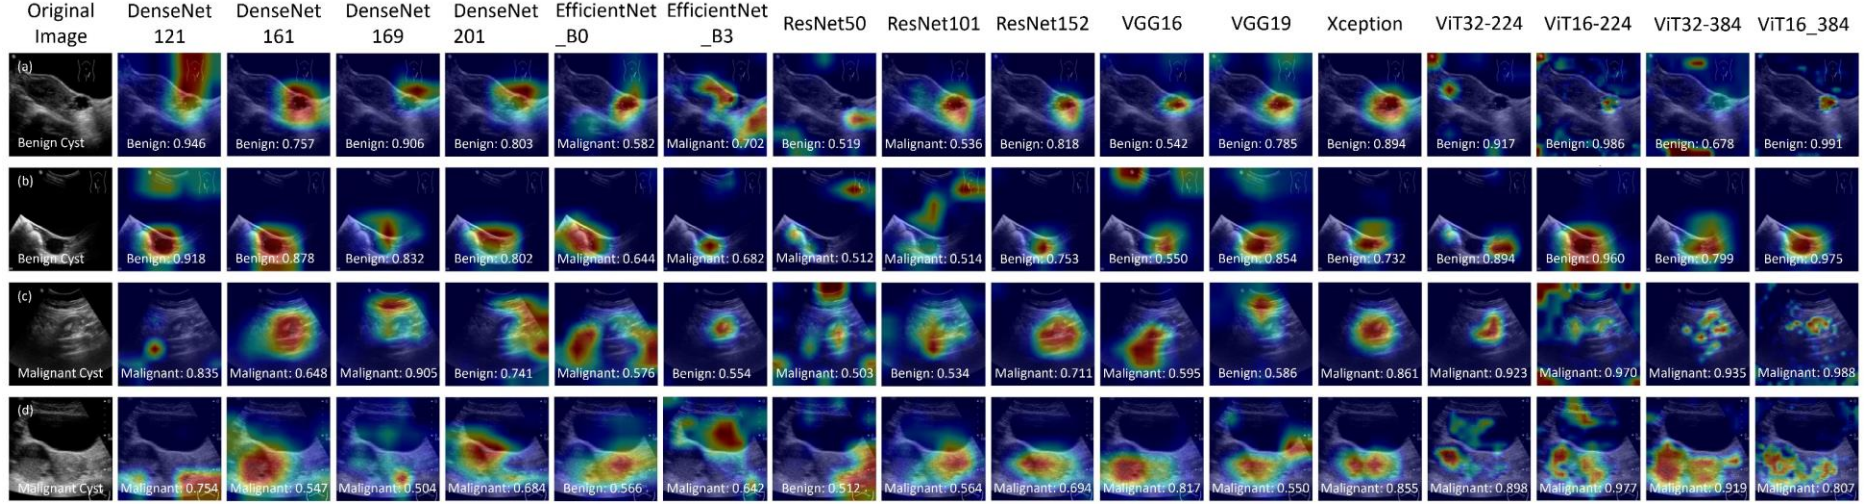 Original Image
DenseNet 121
DenseNet 161
DenseNet 169
DenseNet 201
EfficientNet _B0
EfficientNet _B3
ResNet50
ResNet101
ResNet152
VGG16
VGG19
Xception
ViT32-224
ViT16-224
ViT32-384
ViT16_384
(a)
Benign Cyst
Benign: 0.946
Benign: 0.757
Benign: 0.906
Benign: 0.803
Malignant: 0.582
Malignant: 0.702
Benign: 0.519
Malignant: 0.536
Benign: 0.818
Benign: 0.542
Benign: 0.785
Benign: 0.894
Benign: 0.917
Benign: 0.986
Benign: 0.678
Benign: 0.991
(b)
Benign Cyst
Benign: 0.918
Benign: 0.878
Benign: 0.832
Benign: 0.802
Malignant: 0.644
Malignant: 0.682
Malignant: 0.512
Malignant: 0.514
Benign: 0.753
Benign: 0.550
Benign: 0.854
Benign: 0.732
Benign: 0.894
Benign: 0.960
Benign: 0.799
Benign: 0.975
(c)
Malignant Cyst
Malignant: 0.835
Malignant: 0.648
Malignant: 0.905
Benign: 0.741
Malignant: 0.576
Benign: 0.554
Malignant: 0.503
Benign: 0.534
Malignant: 0.711
Malignant: 0.595
Benign: 0.586
Malignant: 0.861
Malignant: 0.923
Malignant: 0.970
Malignant: 0.935
Malignant: 0.988
(d)
Malignant Cyst
Malignant: 0.754
Malignant: 0.547
Malignant: 0.504
Malignant: 0.684
Benign: 0.566
Malignant: 0.642
Benign: 0.512
Malignant: 0.564
Malignant: 0.694
Malignant: 0.817
Malignant: 0.550
Malignant: 0.855
Malignant: 0.898
Malignant: 0.977
Malignant: 0.919
Malignant: 0.807